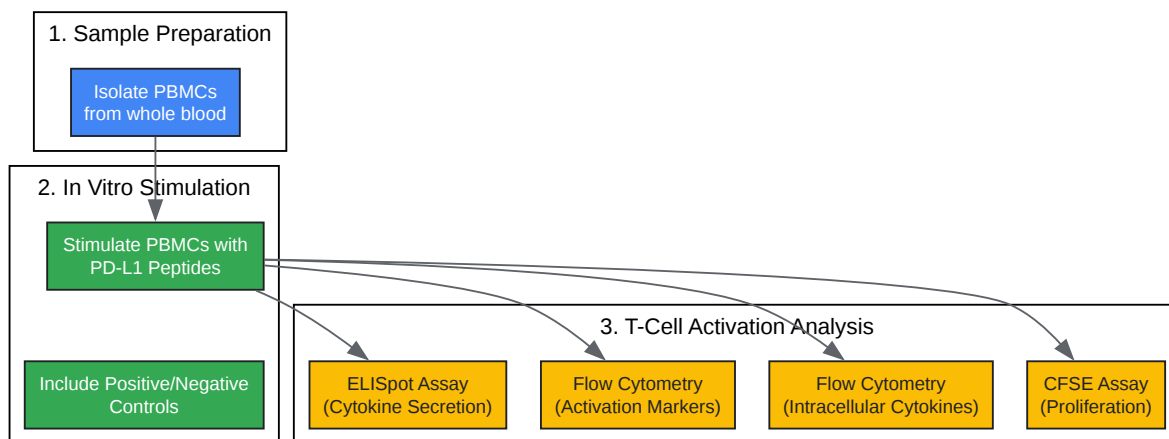 1. Sample Preparation
Isolate PBMCs
from whole blood
2. In Vitro Stimulation
Stimulate PBMCs with
PD-L1 Peptides
Include Positive/Negative
Controls
3. T-Cell Activation Analysis
ELISpot Assay
(Cytokine Secretion)
Flow Cytometry
(Activation Markers)
Flow Cytometry
(Intracellular Cytokines)
CFSE Assay
(Proliferation)